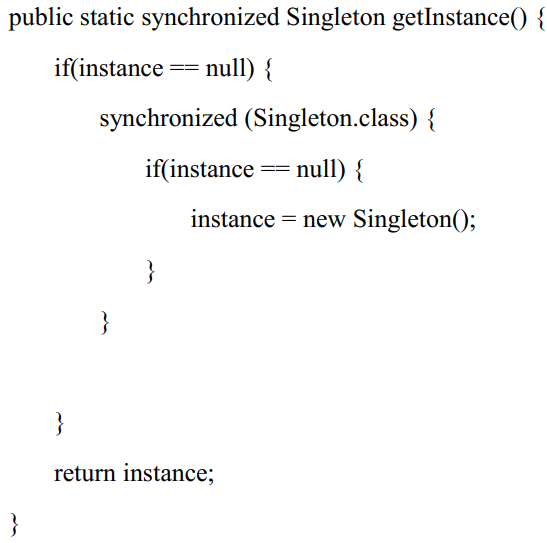 public static synchronized Singleton getInstance() {
if(instance == null) {
synchronized (Singleton.class) {
if(instance == null) {
instance = new Singleton();
}
}
}
return instance;
}